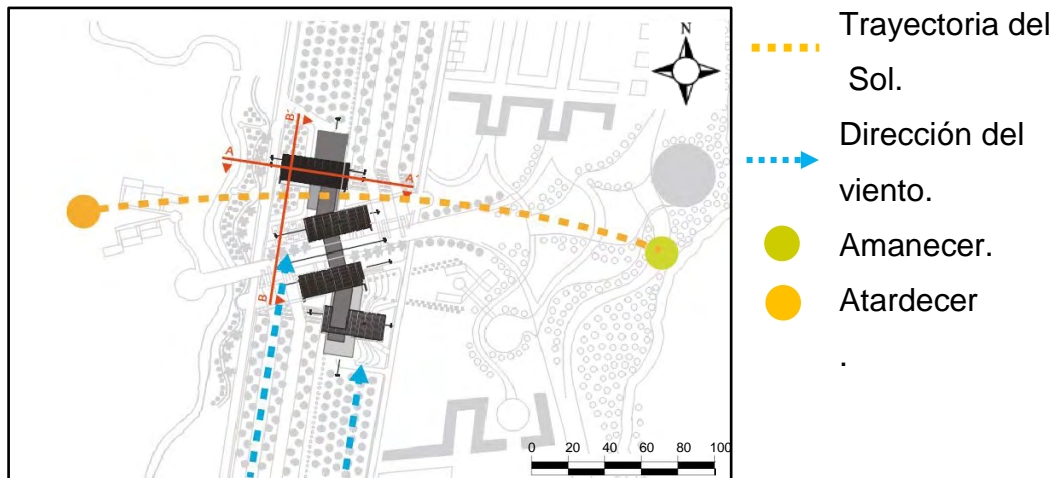 N
B'
A
A'
B
0 20 40 60 80 100
Trayectoria del
Sol.
Dirección del
viento.
Amanecer.
Atardecer
.